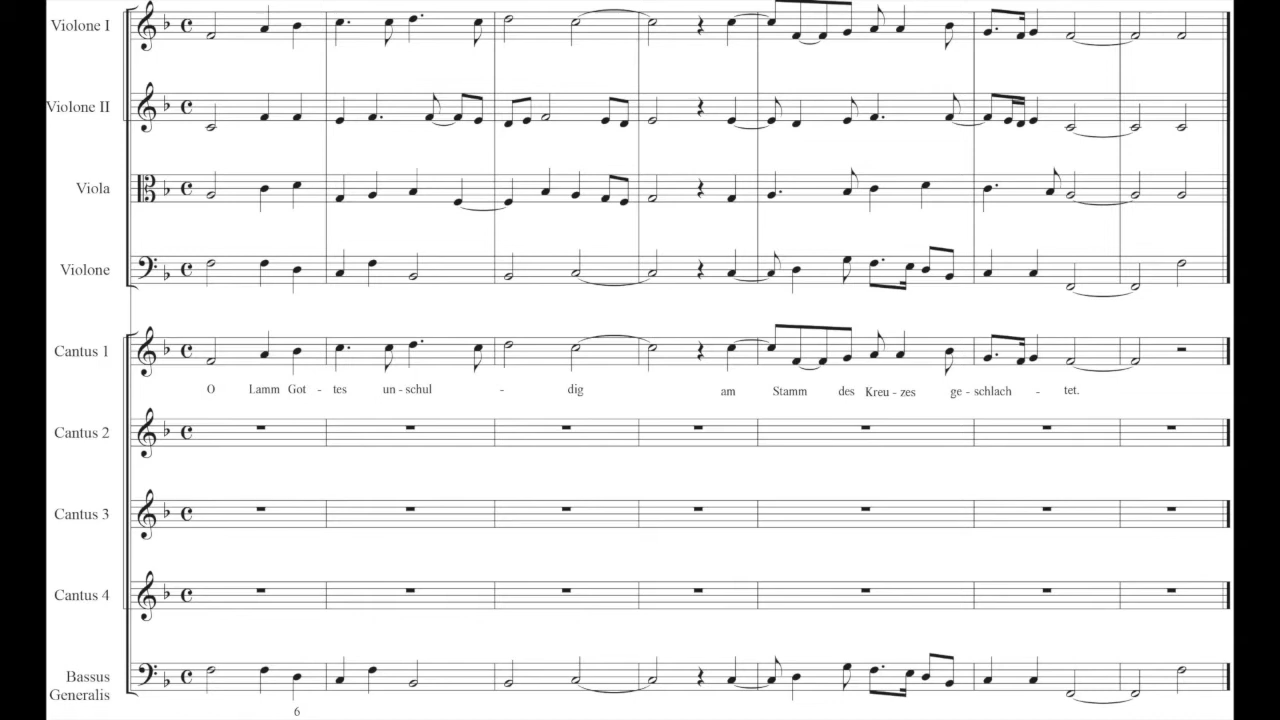 Violone I
Violone II
Viola
Violone
Cantus 1
O Lamm Got - tes un - schul - dig am Stamm des Kreu - zes ge - schlach - tet.
Cantus 2
Cantus 3
Cantus 4
Bassus
Generalis
6